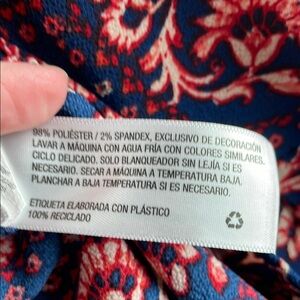 98% POLIÉSTER / 2% SPANDEX, EXCLUSIVO DE DECORACIÓN
LAVAR A MÁQUINA CON AGUA FRÍA CON COLORES SIMILARES.
CICLO DELICADO. SOLO BLANQUEADOR SIN LEJÍA SI ES
NECESARIO. SECAR A MÁQUINA A TEMPERATURA BAJA.
PLANCHAR A BAJA TEMPERATURA SI ES NECESARIO.
ETIQUETA ELABORADA CON PLÁSTICO
100% RECICLADO